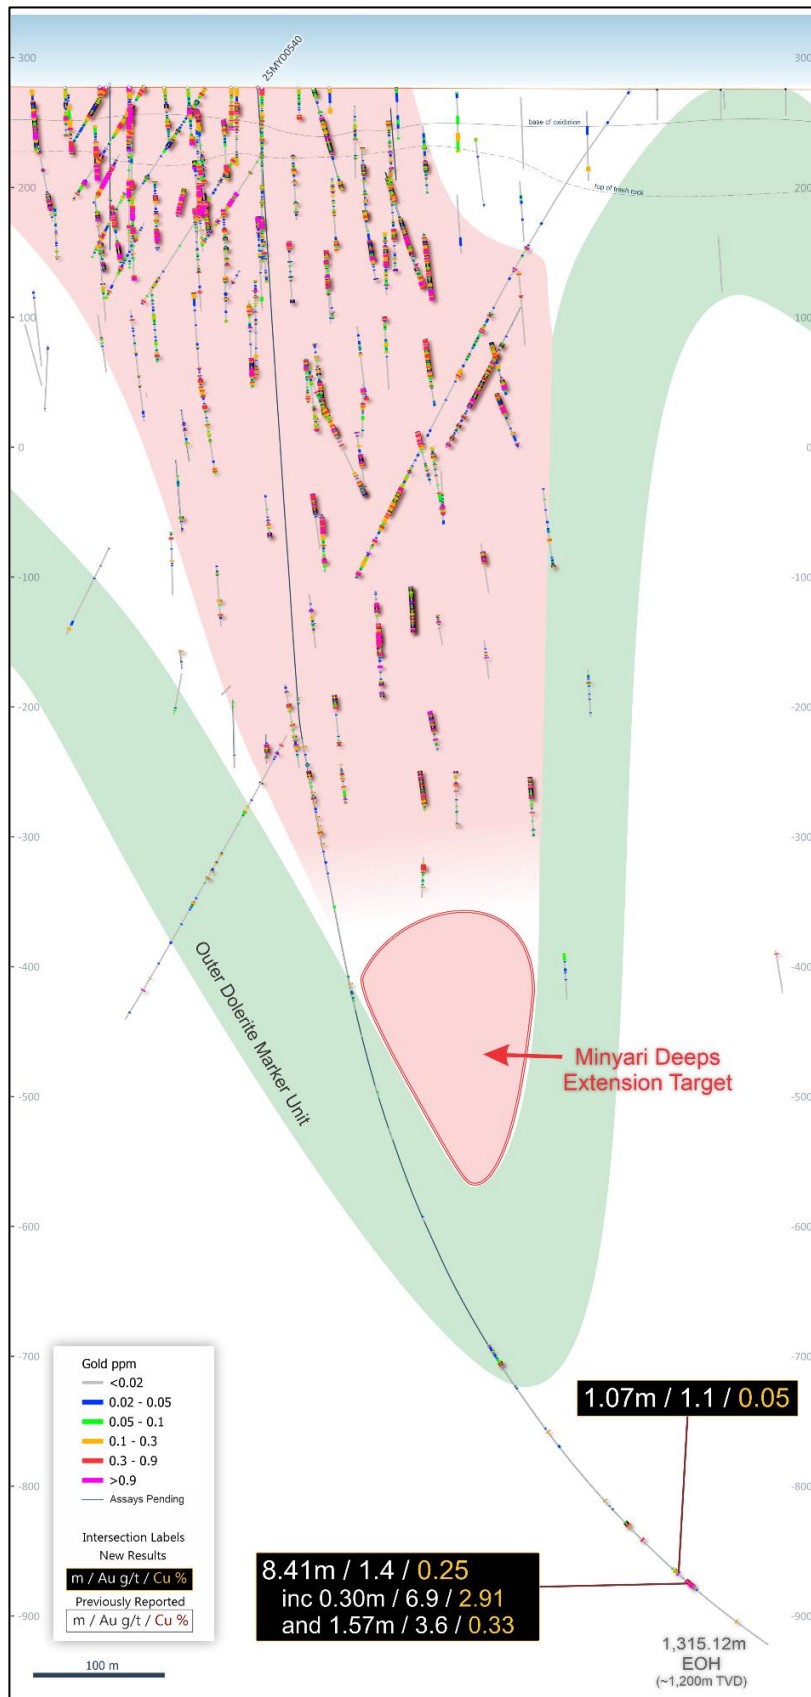 25MYD0540
300
300
base of oxidation
200
200
top of fresh rock
100
100
0
0
-100
-100
-200
-200
-300
-300
-400
-400
Outer Dolerite Marker Unit
Minyari Deeps
Extension Target
-500
-500
-600
-600
-700
-700
1.07m / 1.1 / 0.05
Gold ppm
<0.02
0.02 - 0.05
0.05 - 0.1
0.1 - 0.3
0.3 - 0.9
>0.9
Assays Pending
-800
-800
Intersection Labels
New Results
m / Au g/t / Cu %
Previously Reported
m / Au g/t / Cu %
8.41m / 1.4 / 0.25
inc 0.30m / 6.9 / 2.91
and 1.57m / 3.6 / 0.33
-900
-900
1,315.12m
EOH
(~1,200m TVD)
100 m